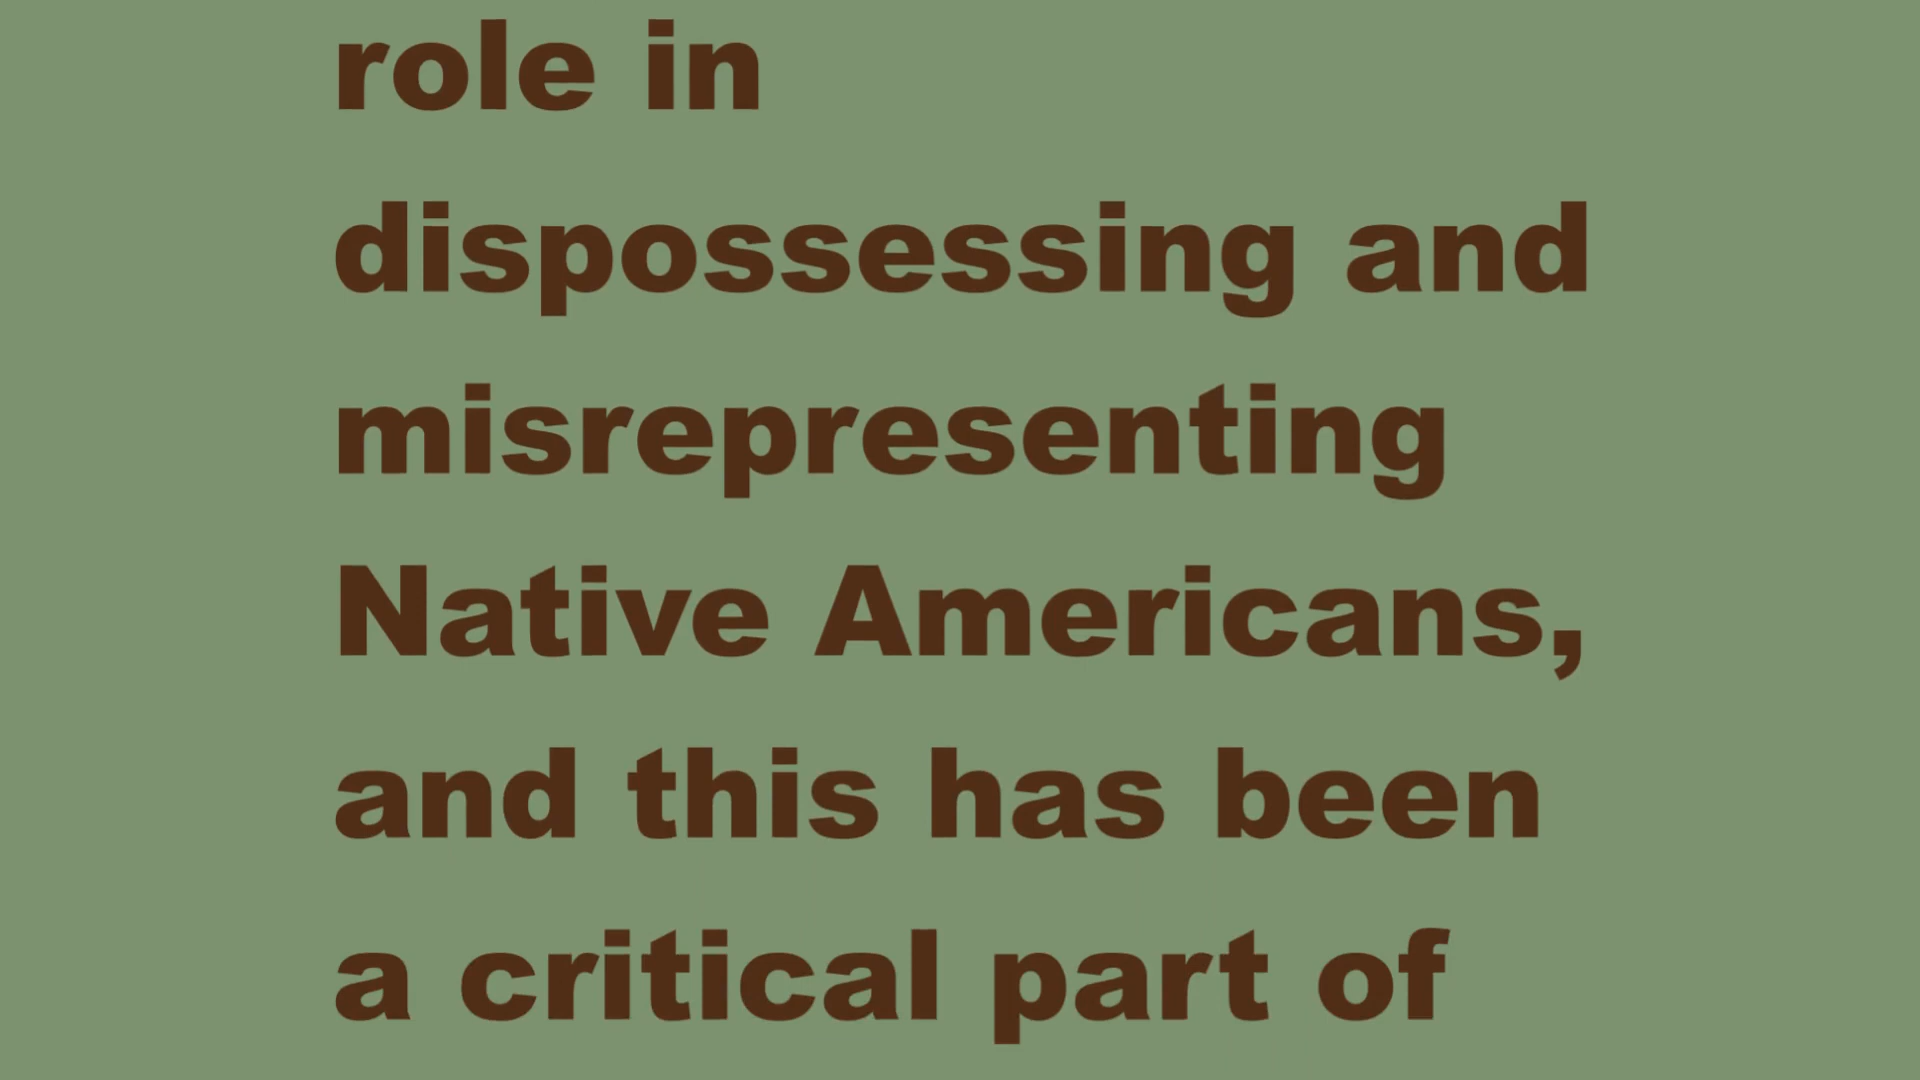 role in
dispossessing and
misrepresenting
Native Americans,
and this has been
a critical part of